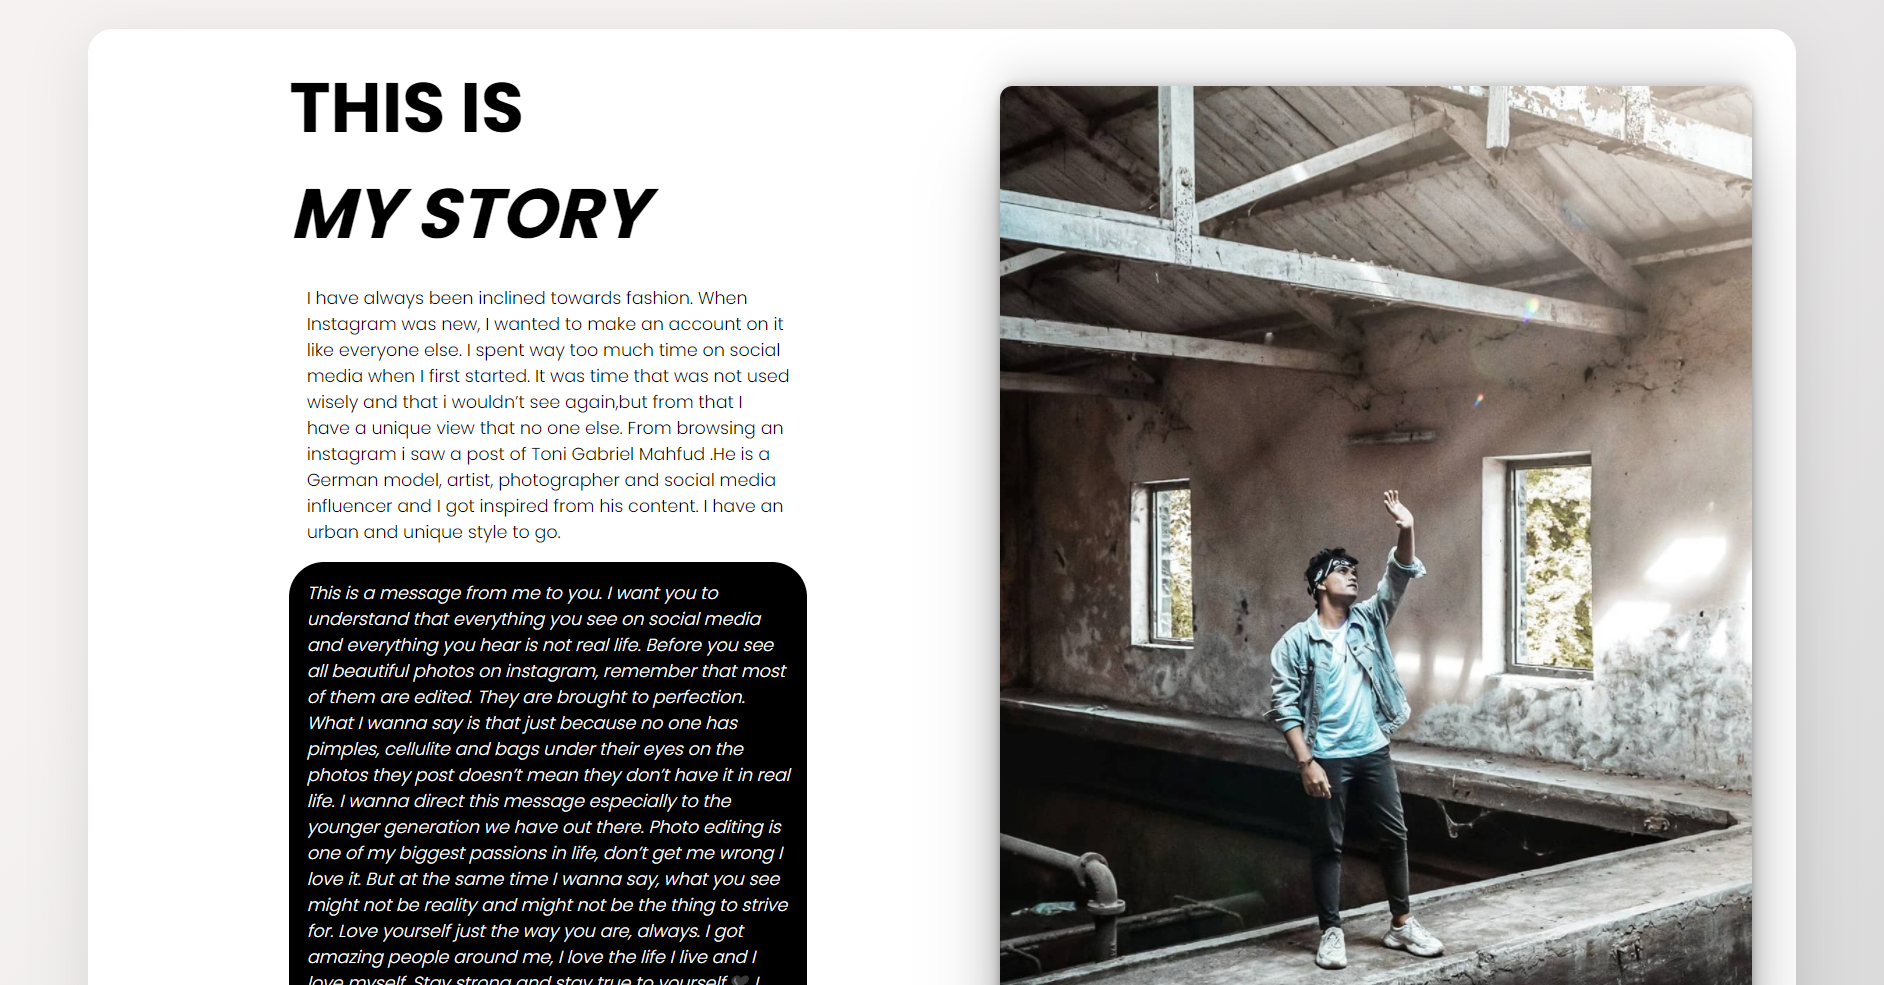 THIS IS
MY STORY
I have always been inclined towards fashion. When
Instagram was new, I wanted to make an account on it
like everyone else. I spent way too much time on social
media when I first started. It was time that was not used
wisely and that i wouldn’t see again,but from that I
have a unique view that no one else. From browsing an
instagram i saw a post of Toni Gabriel Mahfud .He is a
German model, artist, photographer and social media
influencer and I got inspired from his content. I have an
urban and unique style to go.
This is a message from me to you. I want you to
understand that everything you see on social media
and everything you hear is not real life. Before you see
all beautiful photos on instagram, remember that most
of them are edited. They are brought to perfection.
What I wanna say is that just because no one has
pimples, cellulite and bags under their eyes on the
photos they post doesn’t mean they don’t have it in real
life. I wanna direct this message especially to the
younger generation we have out there. Photo editing is
one of my biggest passions in life, don’t get me wrong I
love it. But at the same time I wanna say, what you see
might not be reality and might not be the thing to strive
for. Love yourself just the way you are, always. I got
amazing people around me, I love the life I live and I
love myself. Stay strong and stay true to yourself 🖤 I